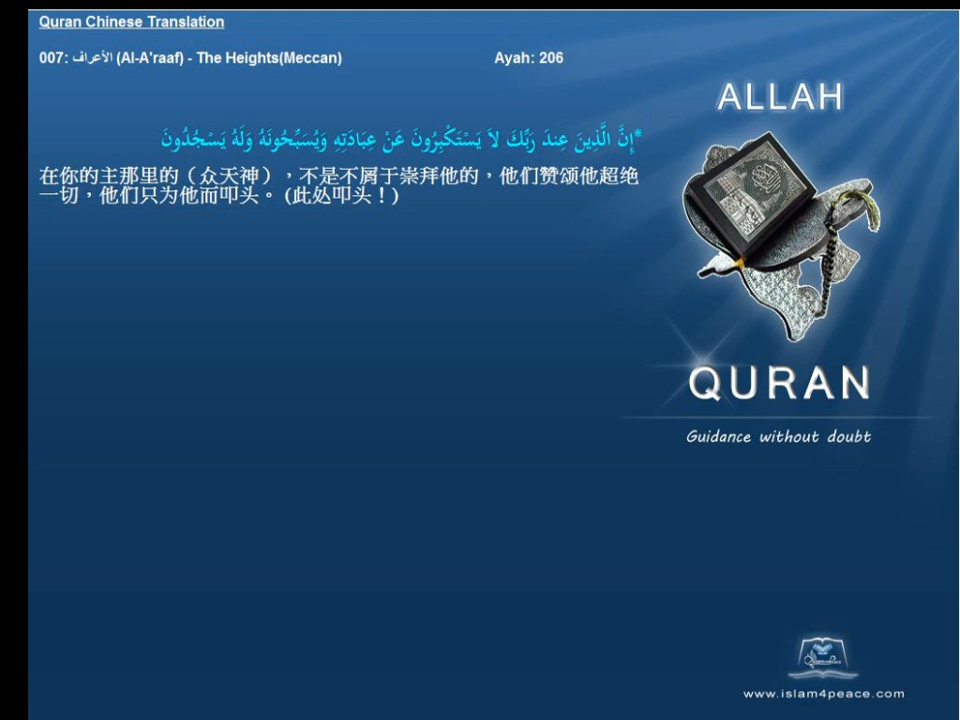 Quran Chinese Translation
007: الأعراف (Al-A'raaf) - The Heights(Meccan) Ayah: 206
*إِنَّ الَّذِينَ عِندَ رَبِّكَ لاَ يَسْتَكْبِرُونَ عَنْ عِبَادَتِهِ وَيُسَبِّحُونَهُ وَلَهُ يَسْجُدُونَ
在你的主那里的（众天神），不是不屑于崇拜他的，他们赞颂他超绝
一切，他们只为他而叩头。 (此处叩头！)
ALLAH
QURAN
Guidance without doubt
www.islam4peace.com